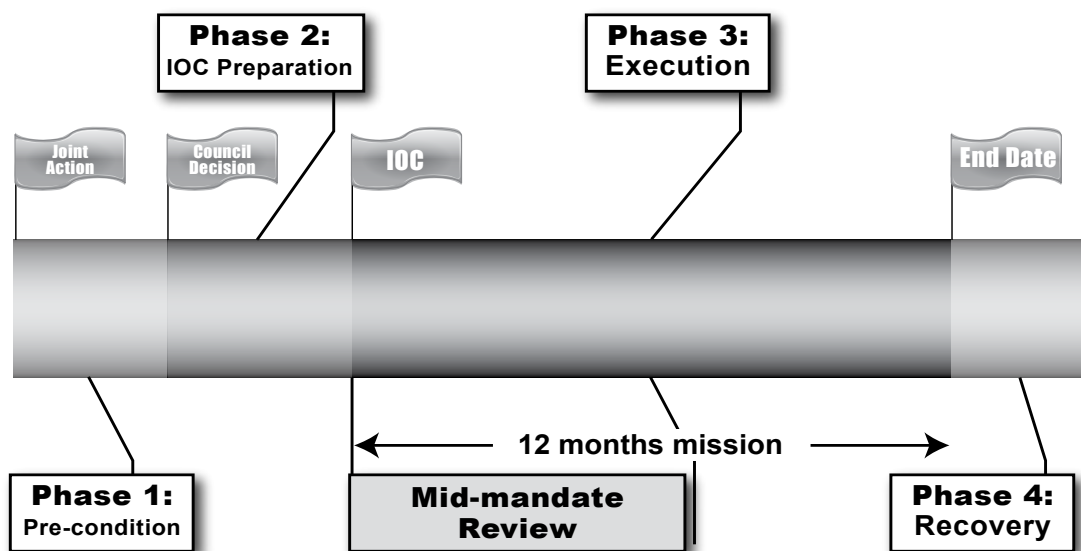 Phase 2:
IOC Preparation
Phase 3:
Execution
Joint
Action
Council
Decision
IOC
End Date
12 months mission
Phase 1:
Pre-condition
Mid-mandate
Review
Phase 4:
Recovery